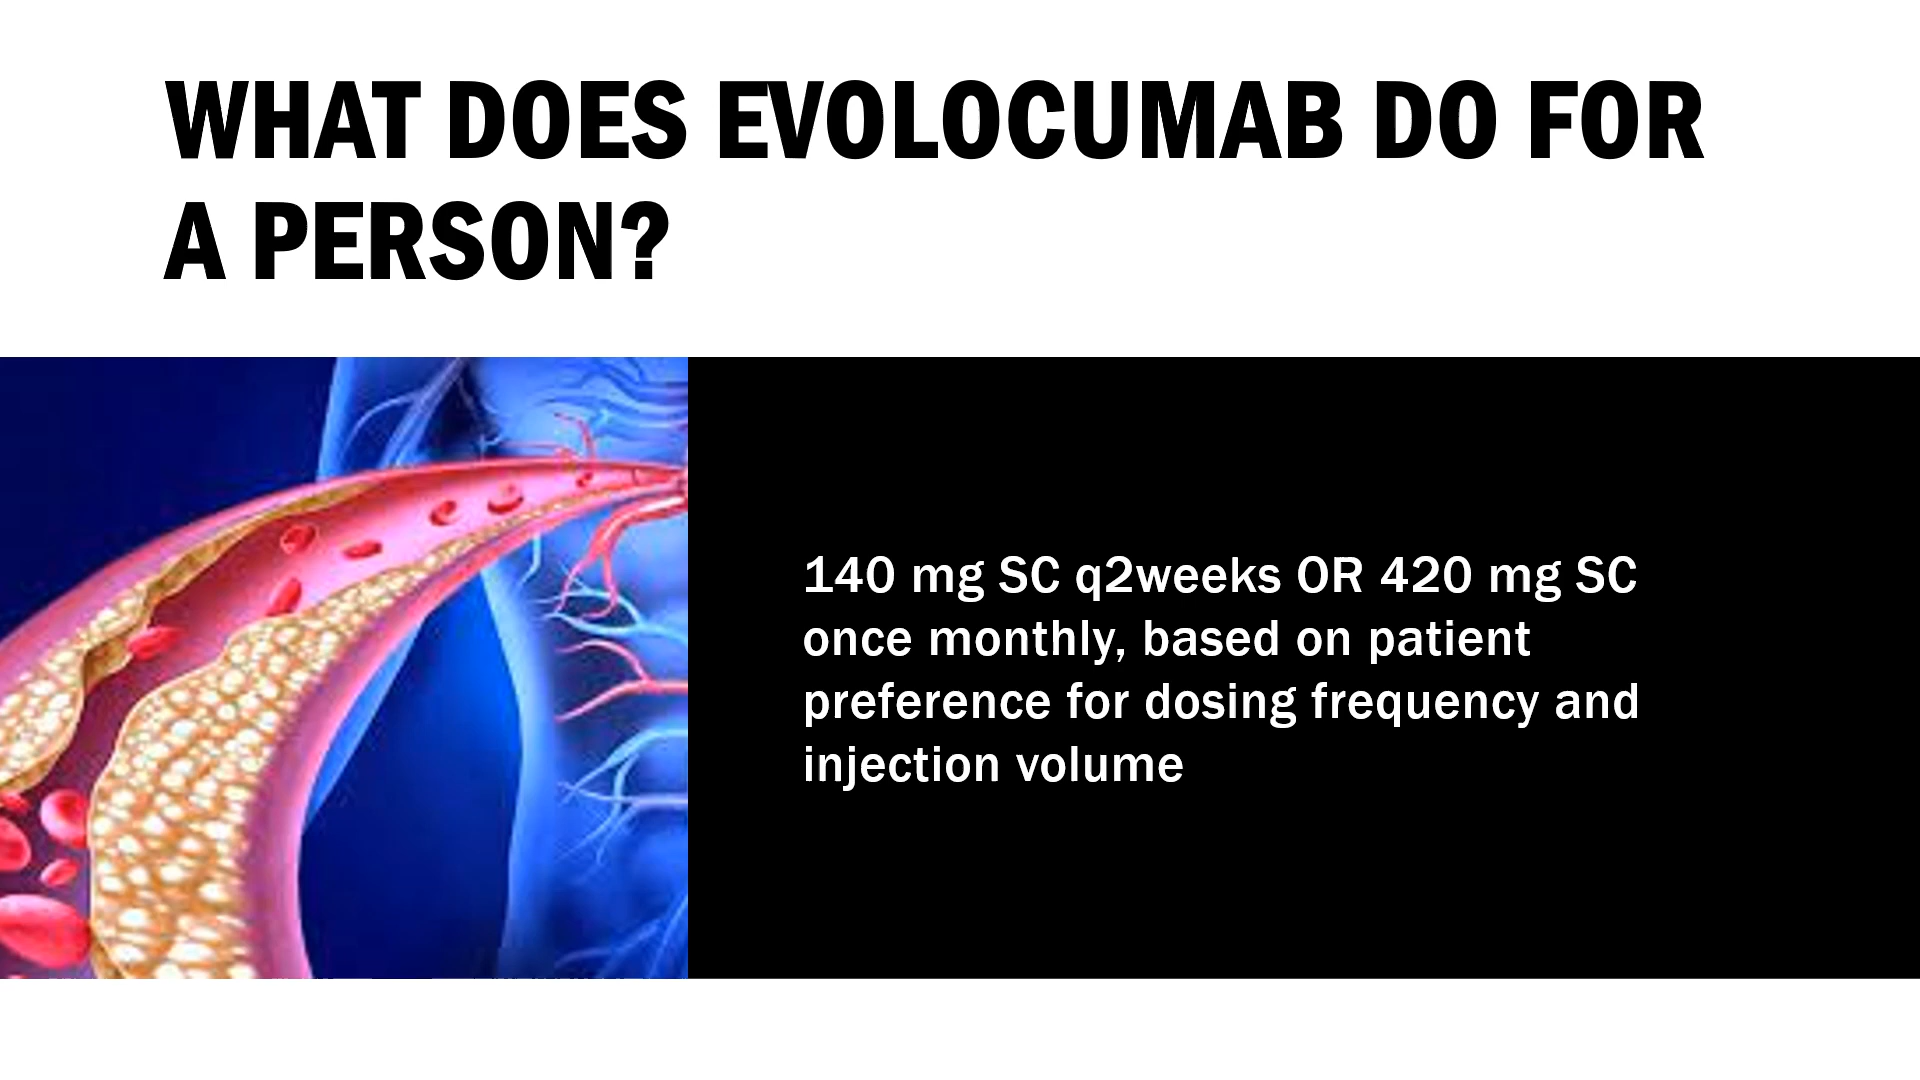 WHAT DOES EVOLOCUMAB DO FOR
A PERSON?
140 mg SC q2weeks OR 420 mg SC
once monthly, based on patient
preference for dosing frequency and
injection volume